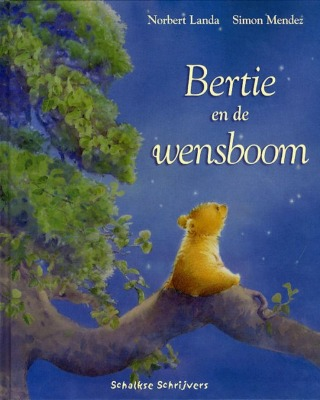 Norbert Landa Simon Mendez
Bertie
en de
wensboom
Schalkse Schrijvers